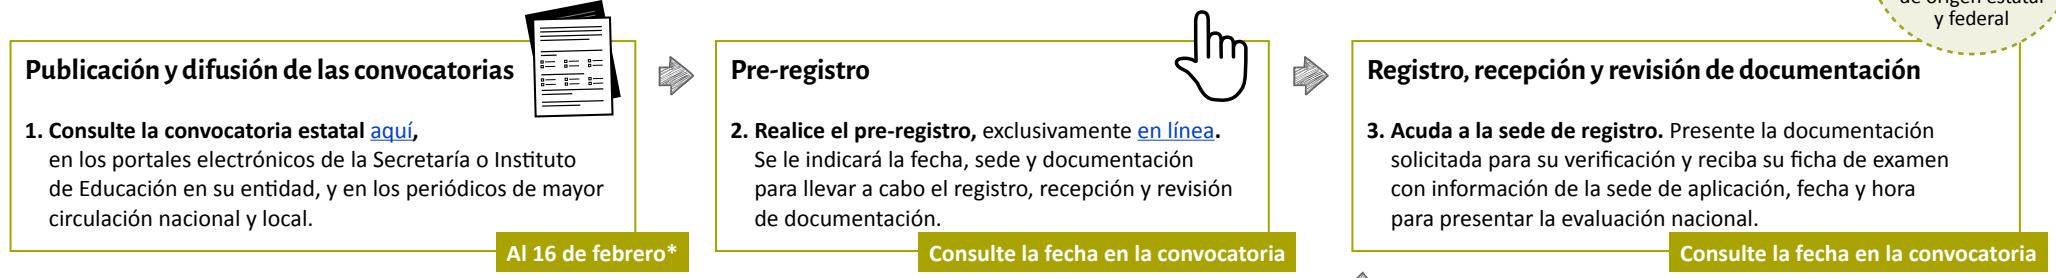 de origen estatal
y federal
Publicación y difusión de las convocatorias
1. Consulte la convocatoria estatal aquí,
en los portales electrónicos de la Secretaría o Instituto
de Educación en su entidad, y en los periódicos de mayor
circulación nacional y local.
Al 16 de febrero*
Pre-registro
2. Realice el pre-registro, exclusivamente en línea.
Se le indicará la fecha, sede y documentación
para llevar a cabo el registro, recepción y revisión
de documentación.
Consulte la fecha en la convocatoria
Registro, recepción y revisión de documentación
3. Acuda a la sede de registro. Presente la documentación
solicitada para su verificación y reciba su ficha de examen
con información de la sede de aplicación, fecha y hora
para presentar la evaluación nacional.
Consulte la fecha en la convocatoria